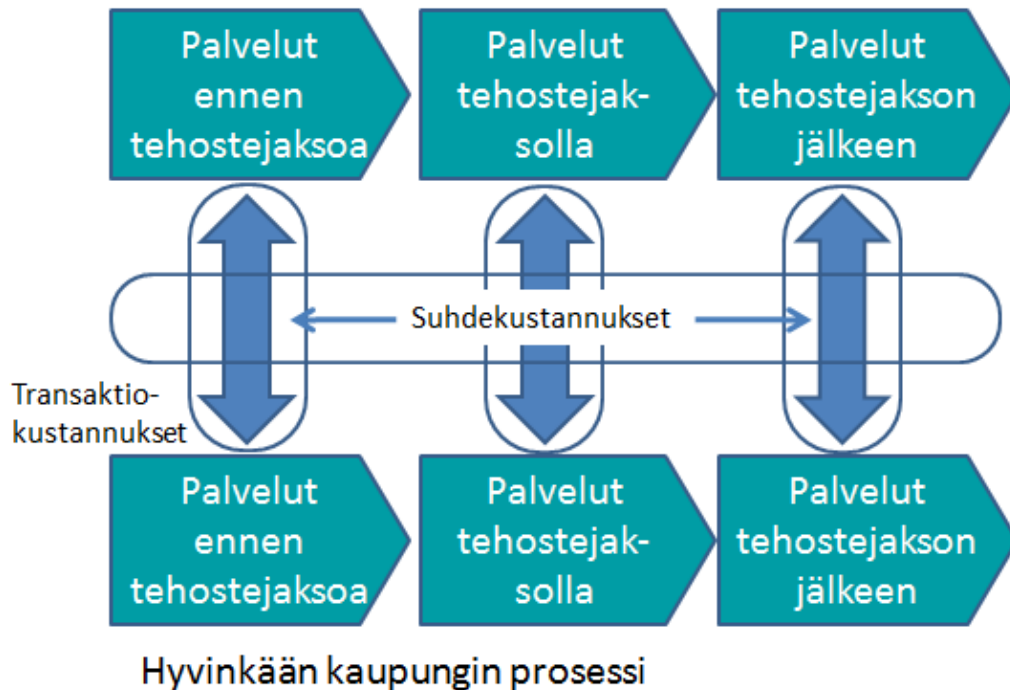 Palvelut
ennen
tehostejaksoa
Palvelut
tehostejak-
solla
Palvelut
tehostejakson
jälkeen
Suhdekustannukset
Transaktio-
kustannukset
Palvelut
ennen
tehostejaksoa
Palvelut
tehostejak-
solla
Palvelut
tehostejakson
jälkeen
Hyvinkään kaupungin prosessi